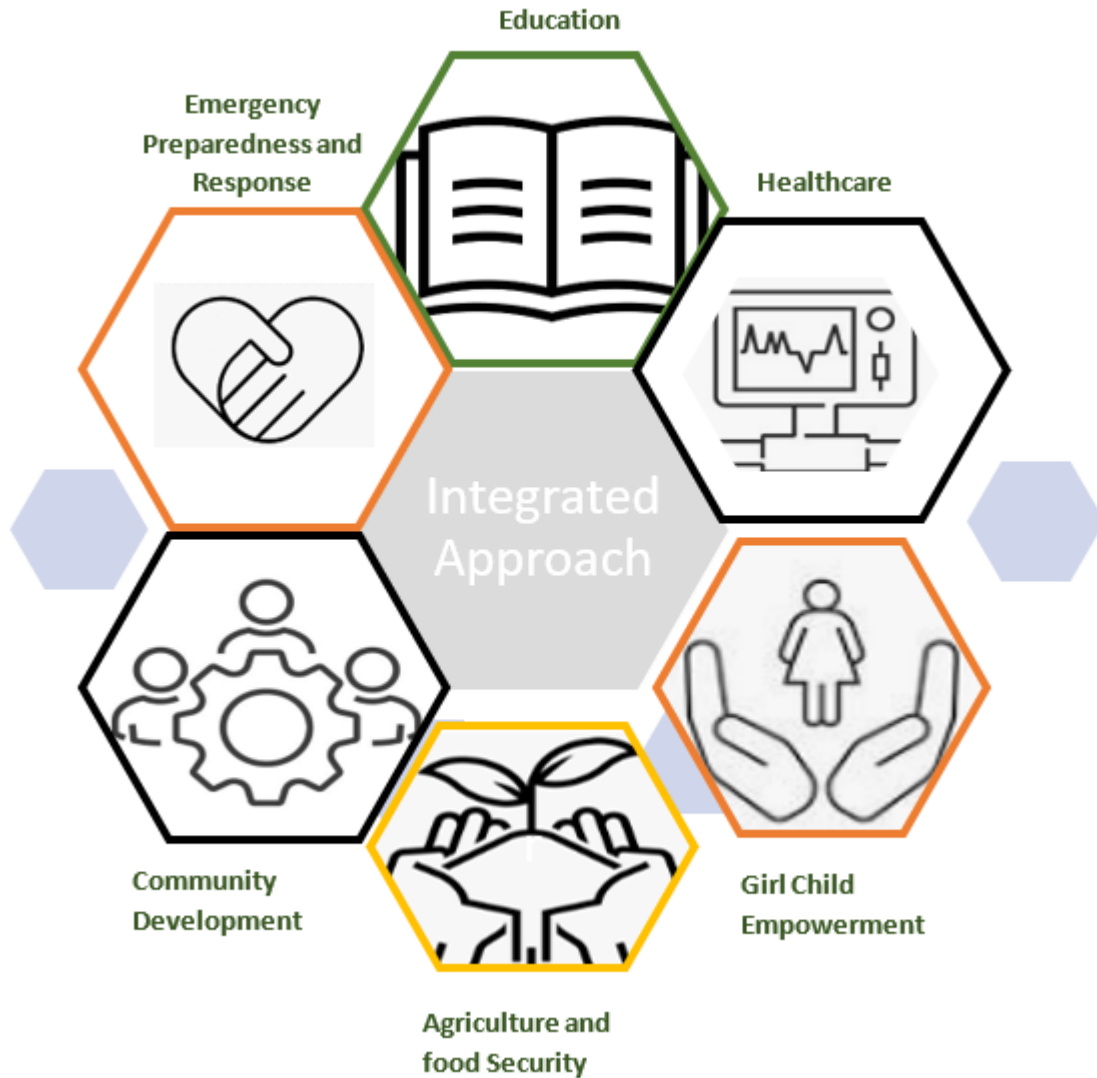 Education
Emergency
Preparedness and
Response
Healthcare
Integrated
Approach
Community
Development
Girl Child
Empowerment
Agriculture and
food Security